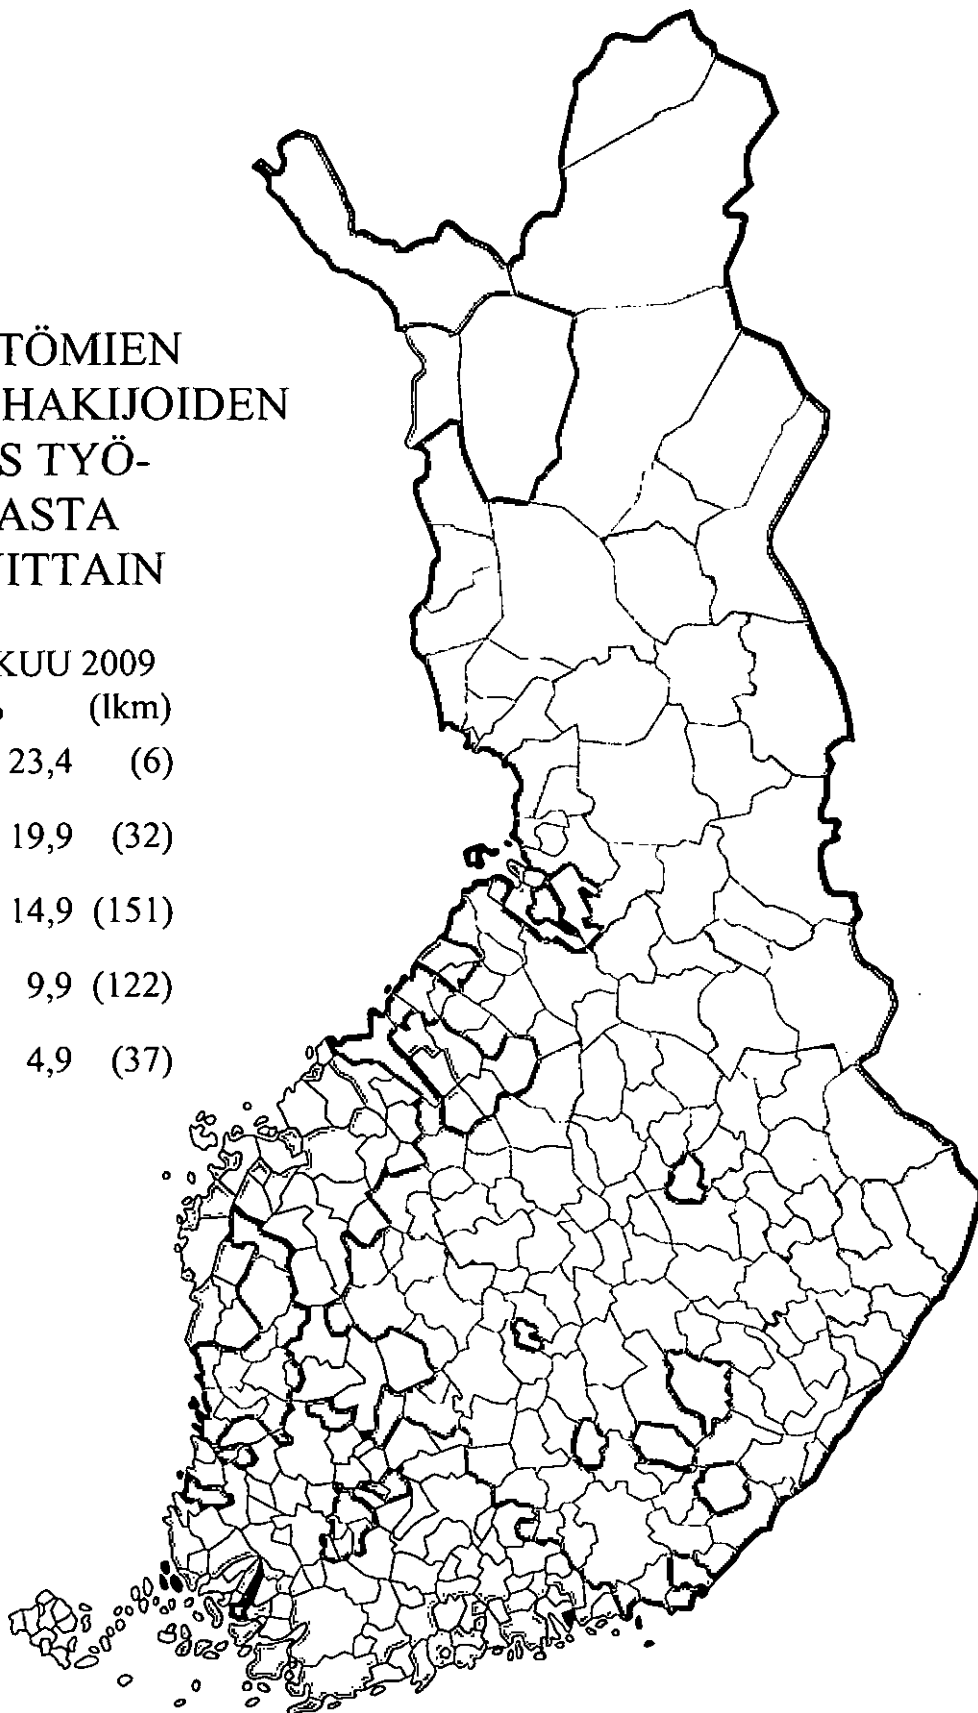 TÖMIEN
HAKIJOIDEN
S TYÖ-
ASTA
ITTAIN
KUU 2009
(lkm)
23,4 (6)
19,9 (32)
14,9 (151)
9,9 (122)
4,9 (37)